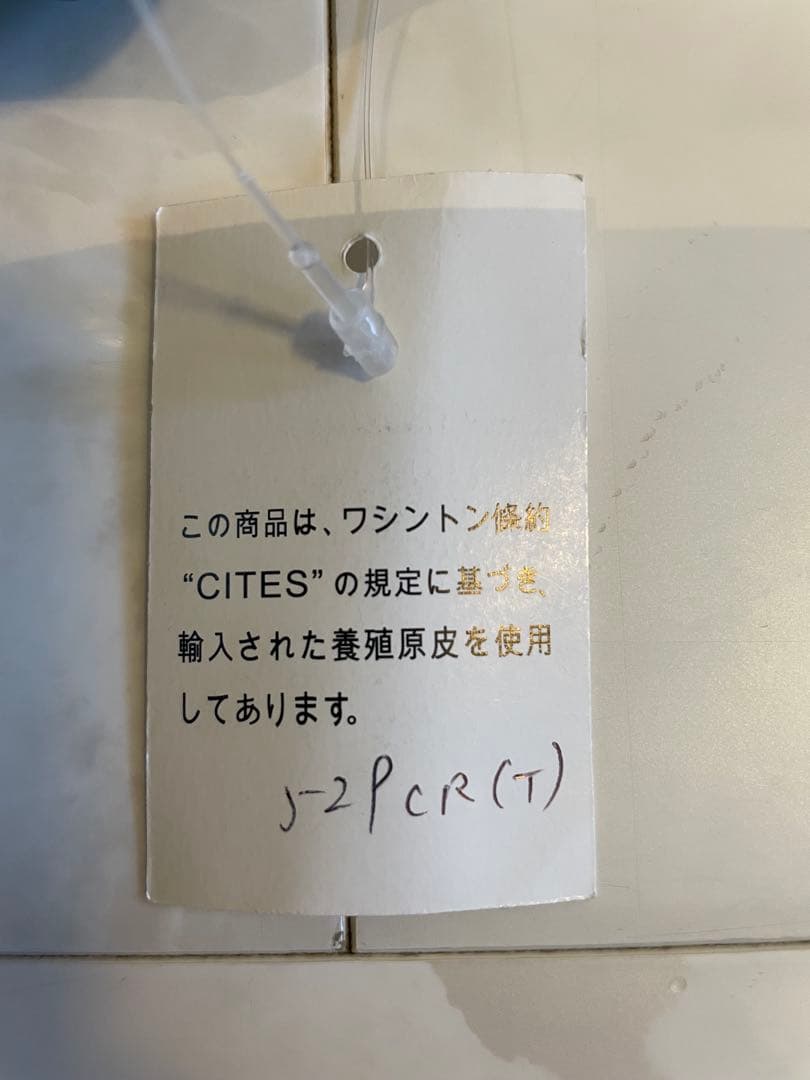 この商品は、ワシントン條約
“CITES”の規定に基づき、
輸入された養殖原皮を使用
してあります。
529CR(T)